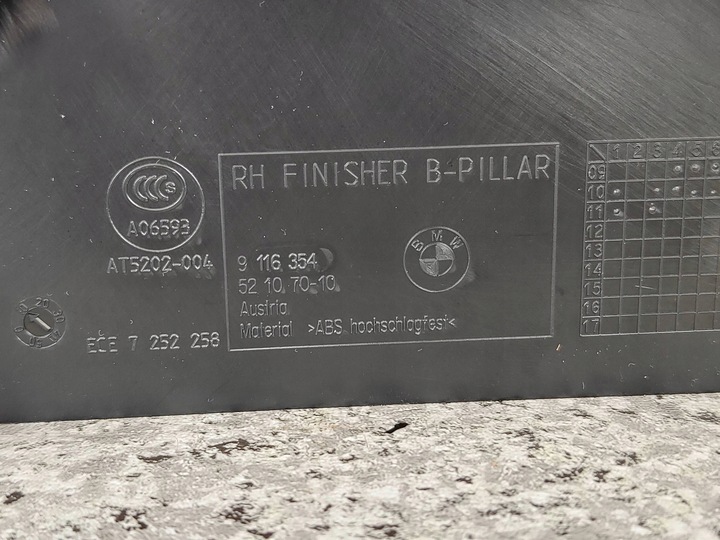 CCC S
A06593
AT5202-004
ECE 7 252 258
RH FINISHER B-PILLAR
9 116 354
52 10 70-10
Austria
Material >ABS hochschlagfest<
BMW
1 2 3 4 5 6
09
10
11
12
13
14
15
16
17